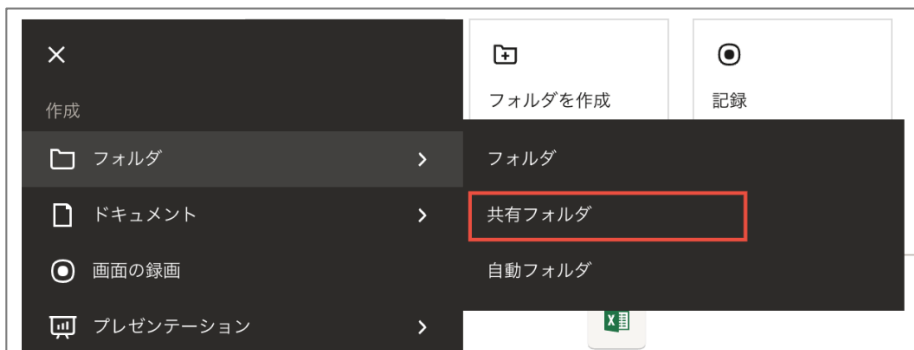 作成
フォルダ
ドキュメント
画面の録画
プレゼンテーション
フォルダを作成
記録
フォルダ
共有フォルダ
自動フォルダ